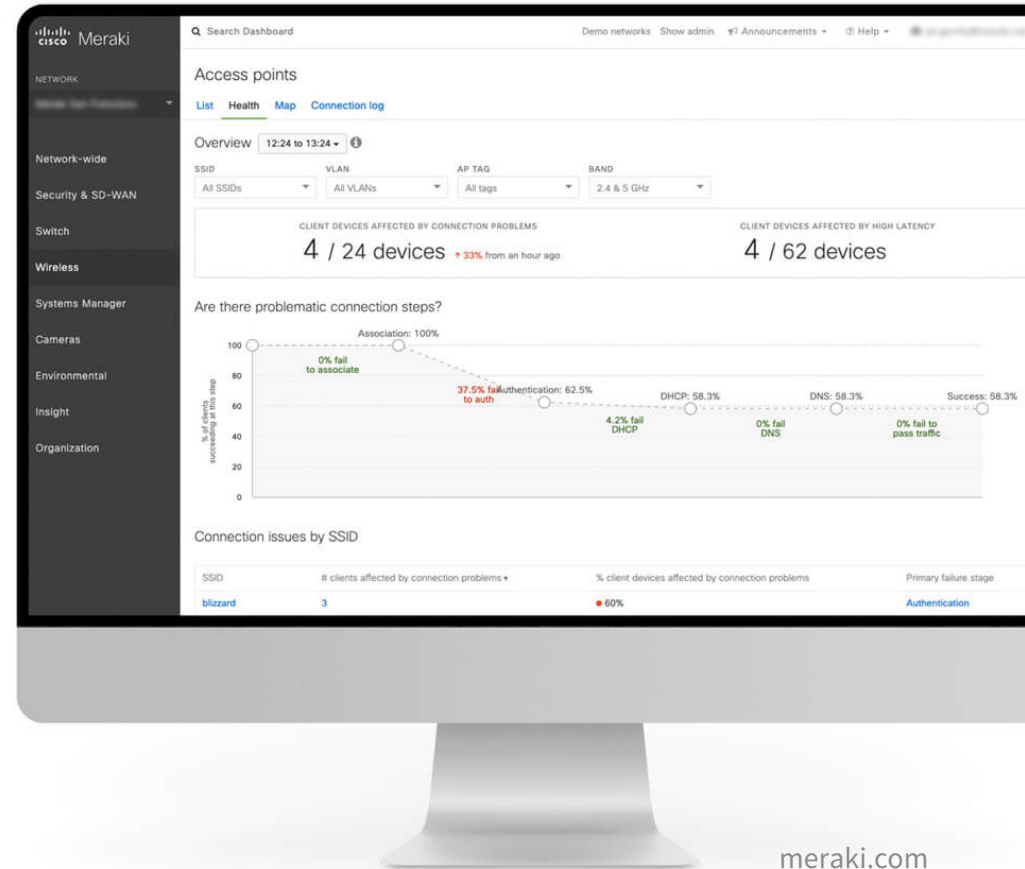 cisco Meraki
Search Dashboard
Demo networks Show admin Announcements Help
NETWORK
Network-wide
Security & SD-WAN
Switch
Wireless
Systems Manager
Cameras
Environmental
Insight
Organization
Access points
List Health Map Connection log
Overview 12:24 to 13:24
SSID VLAN AP TAG BAND
All SSIDs All VLANs All tags 2.4 & 5 GHz
CLIENT DEVICES AFFECTED BY CONNECTION PROBLEMS
4 / 24 devices ↑ 33% from an hour ago
CLIENT DEVICES AFFECTED BY HIGH LATENCY
4 / 62 devices
Are there problematic connection steps?
% of clients
succeeding at this step
100
80
60
40
20
0
Association: 100%
0% fail
to associate
37.5% fail
to auth
Authentication: 62.5%
4.2% fail
DHCP
DHCP: 58.3%
0% fail
DNS
DNS: 58.3%
0% fail to
pass traffic
Success: 58.3%
Connection issues by SSID
SSID # clients affected by connection problems % client devices affected by connection problems Primary failure stage
blizzard 3 60% Authentication
meraki.com